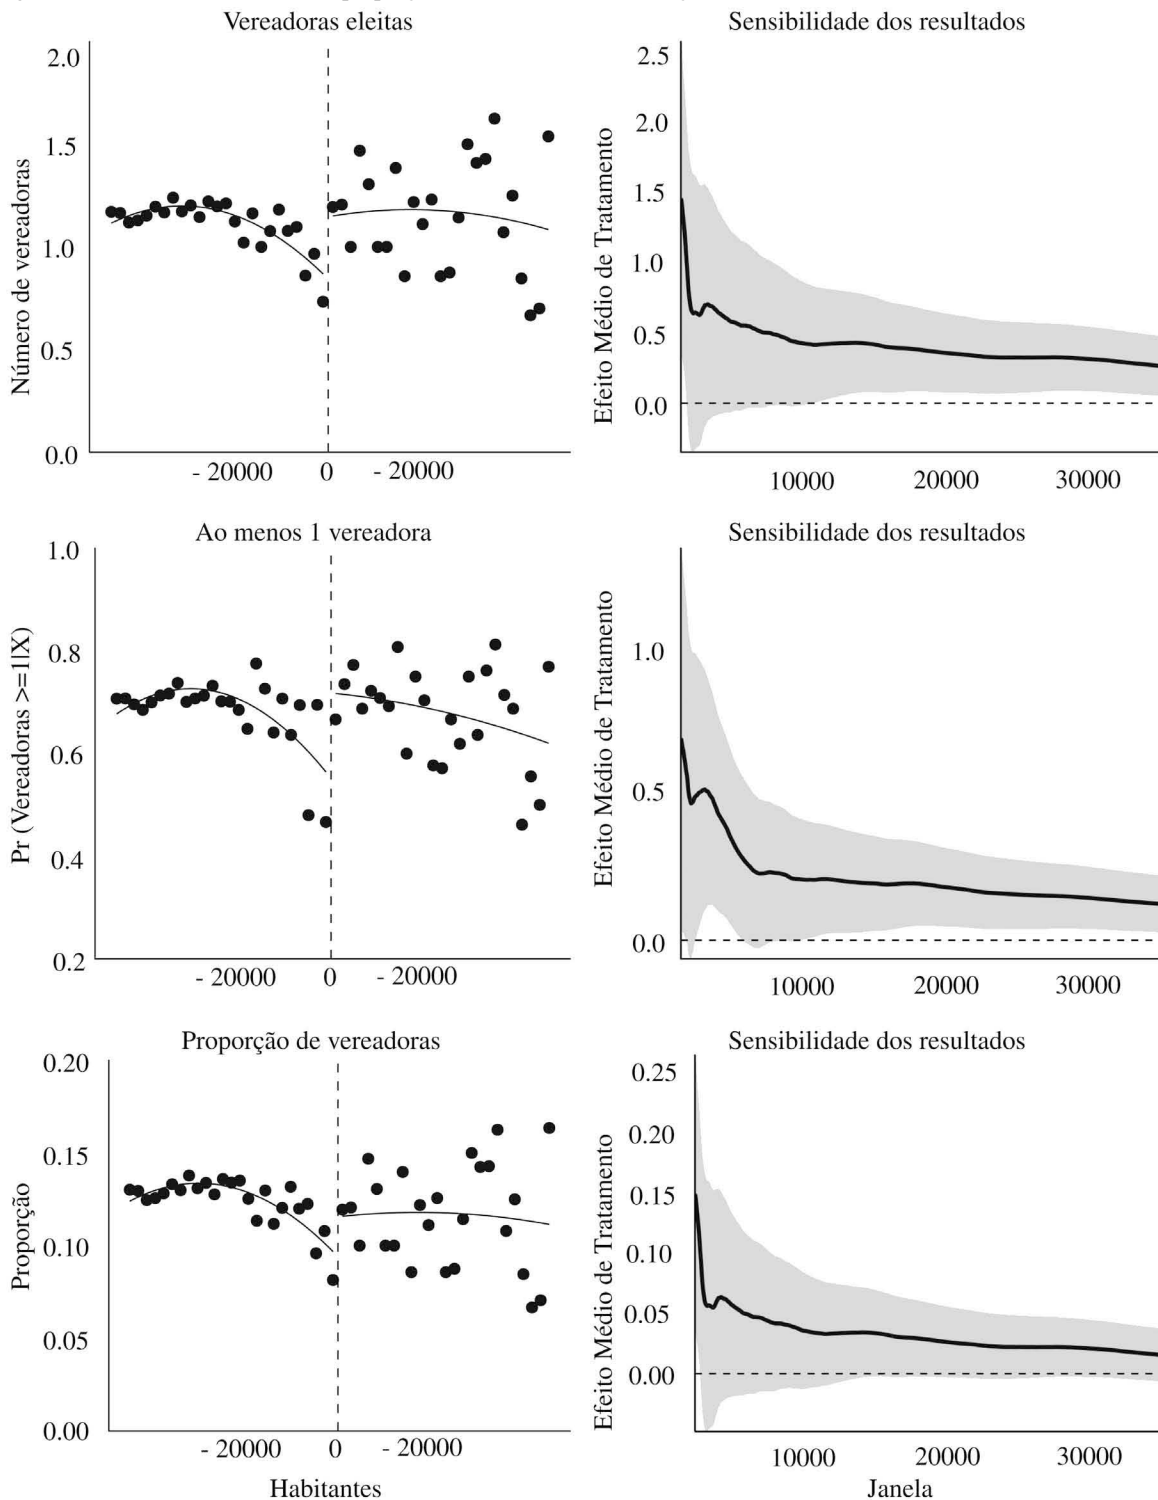 Vereadoras eleitas
2.0
1.5
1.0
0.5
0.0
Número de vereadoras
- 20000 0 - 20000
Sensibilidade dos resultados
2.5
2.0
1.5
1.0
0.5
0.0
Efeito Médio de Tratamento
10000 20000 30000
Ao menos 1 vereadora
1.0
0.8
0.6
0.4
0.2
Pr (Vereadoras >=1|X)
- 20000 0 - 20000
Sensibilidade dos resultados
1.0
0.5
0.0
Efeito Médio de Tratamento
10000 20000 30000
Proporção de vereadoras
0.20
0.15
0.10
0.05
0.00
Proporção
- 20000 0 - 20000
Habitantes
Sensibilidade dos resultados
0.25
0.20
0.15
0.10
0.05
0.00
Efeito Médio de Tratamento
10000 20000 30000
Janela